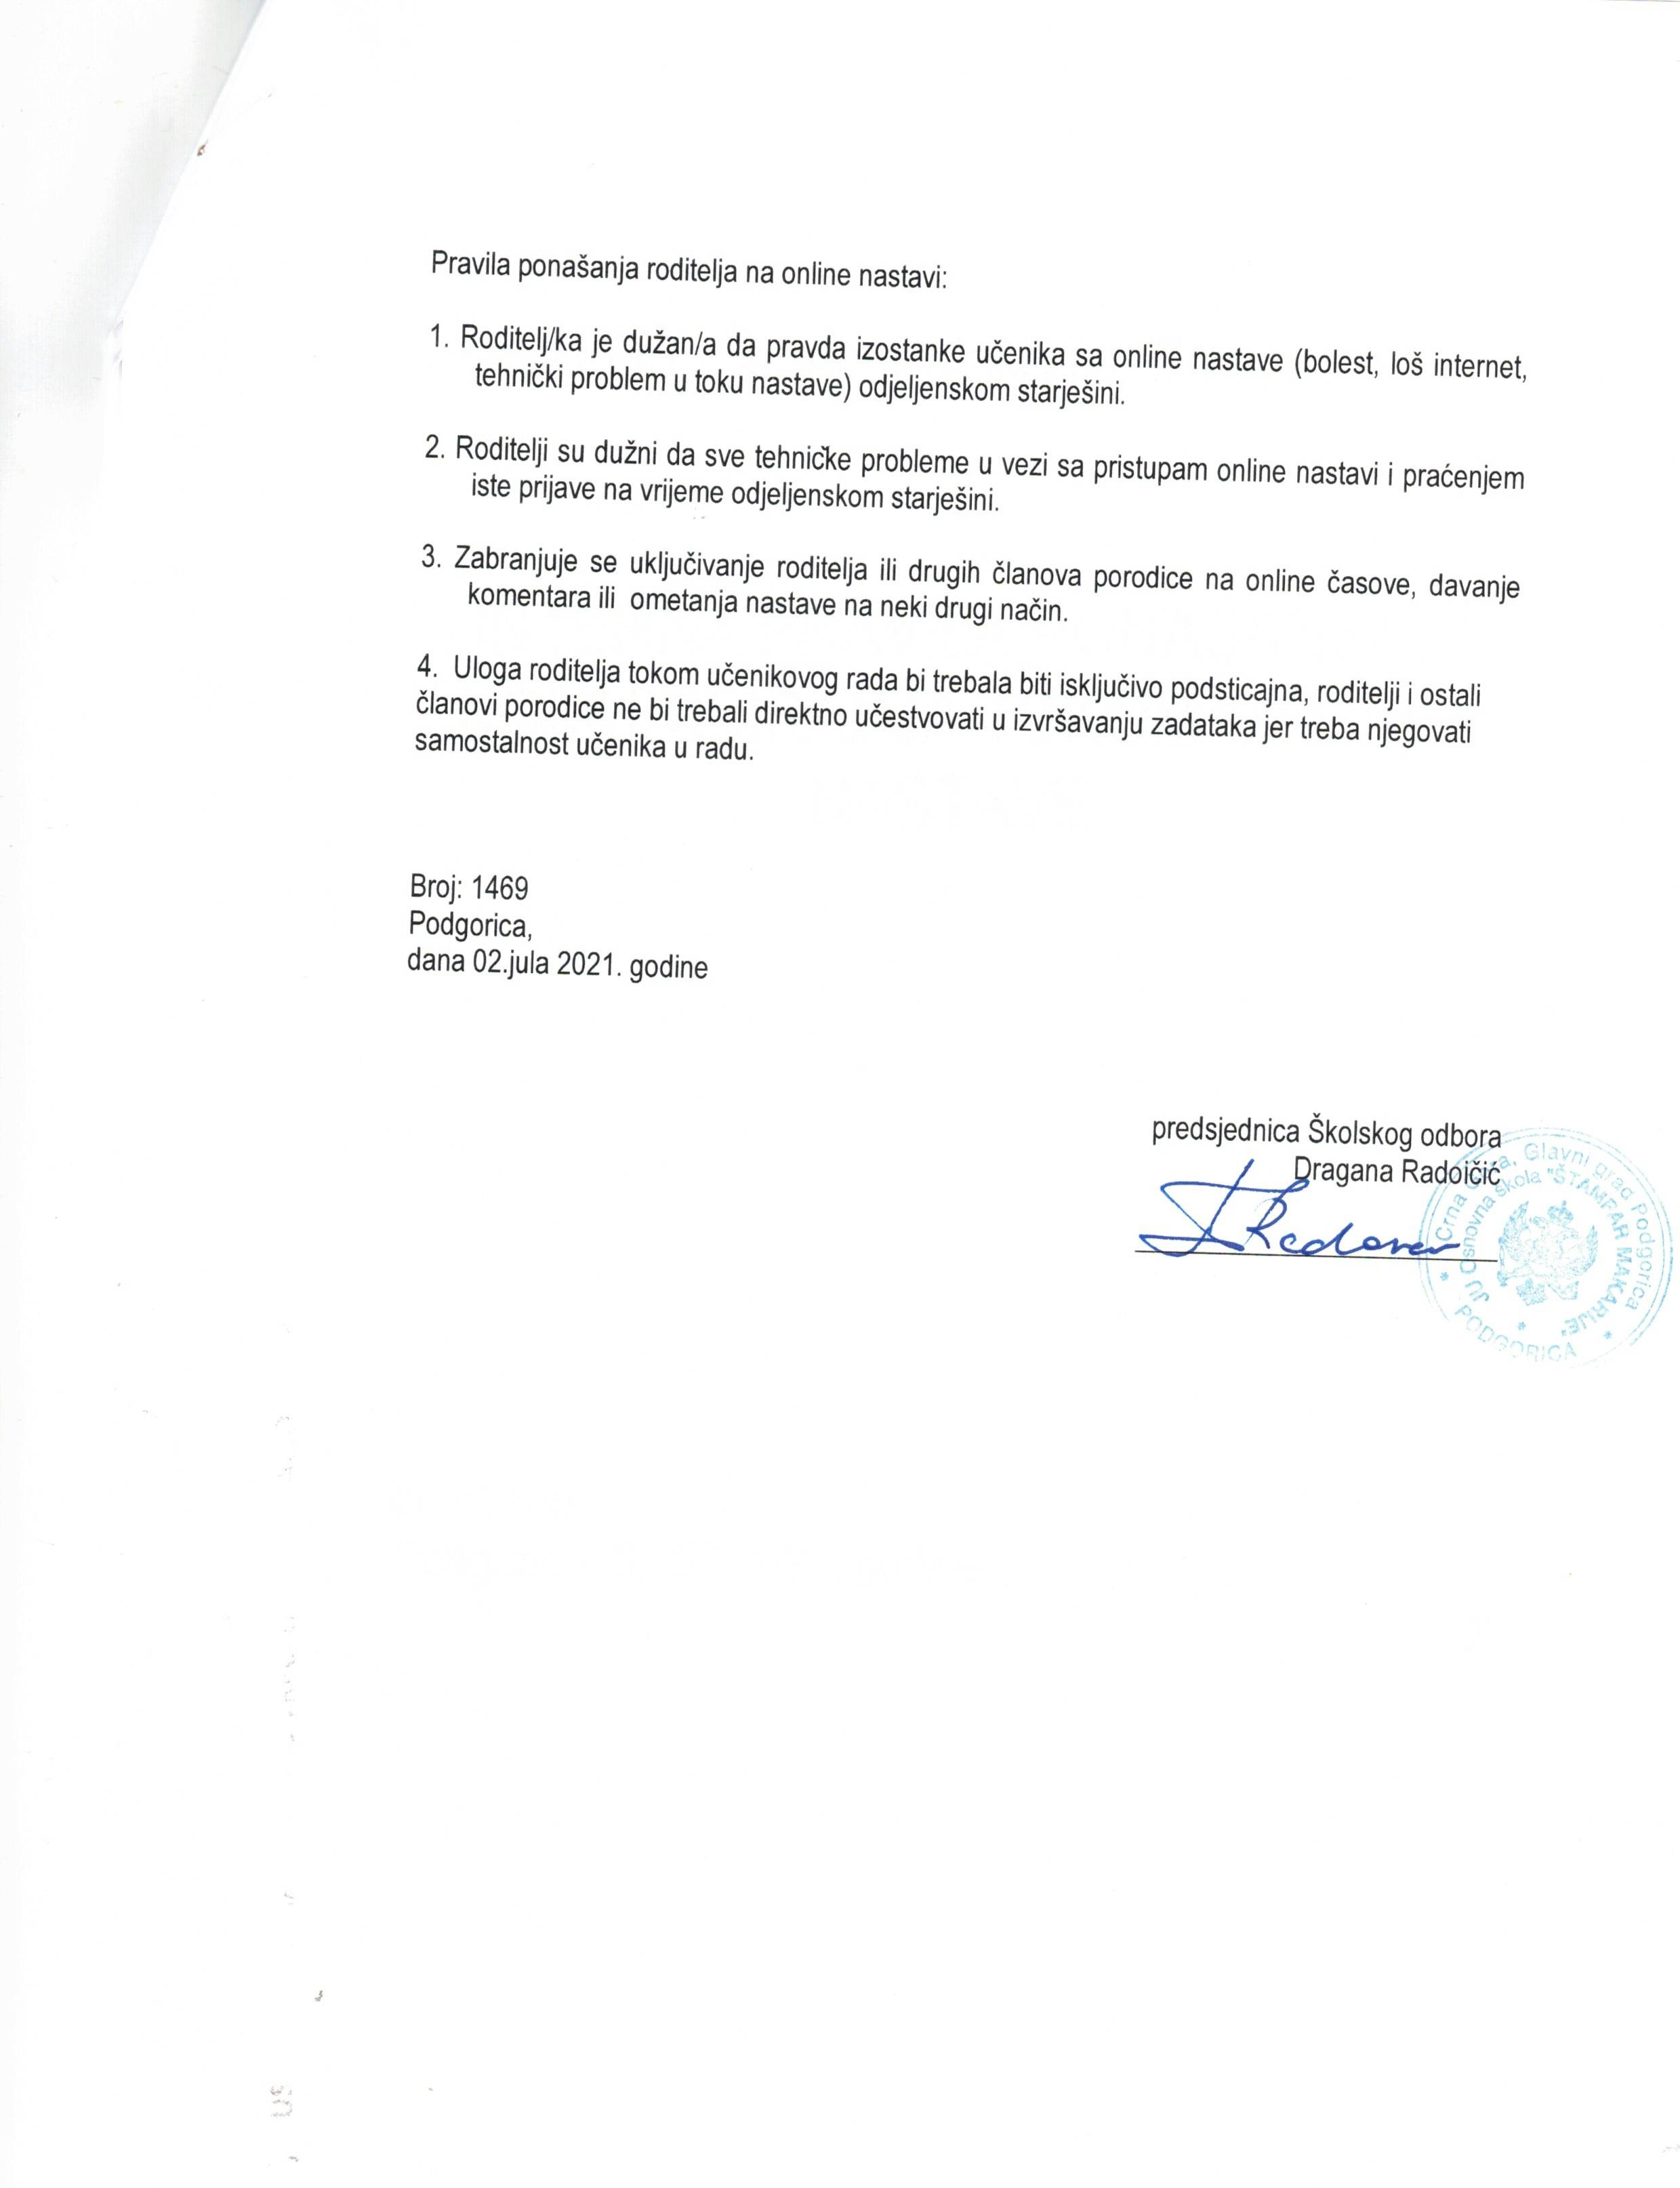 Pravila ponašanja roditelja na online nastavi:
1. Roditelj/ka je dužan/a da pravda izostanke učenika sa online nastave (bolest, loš internet,
tehnički problem u toku nastave) odjeljenskom starješini.
2. Roditelji su dužni da sve tehničke probleme u vezi sa pristupam online nastavi i praćenjem
iste prijave na vrijeme odjeljenskom starješini.
3. Zabranjuje se uključivanje roditelja ili drugih članova porodice na online časove, davanje
komentara ili ometanja nastave na neki drugi način.
4. Uloga roditelja tokom učenikovog rada bi trebala biti isključivo podsticajna, roditelji i ostali
članovi porodice ne bi trebali direktno učestvovati u izvršavanju zadataka jer treba njegovati
samostalnost učenika u radu.
Broj: 1469
Podgorica,
dana 02.jula 2021. godine
predsjednica Školskog odbora
Dragana Radoičić
Crna Gora, Glavni grad Podgorica
JU Osnovna škola "ŠTAMPAR MAKARIJE"
PODGORICA